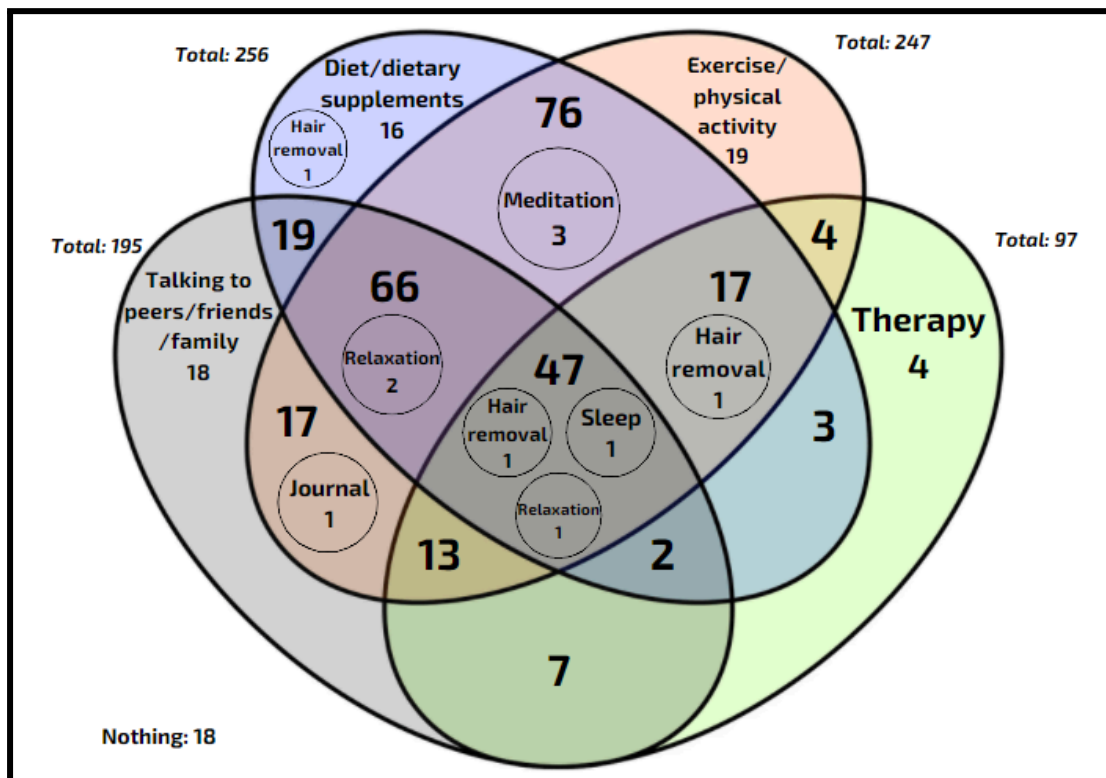 Total: 256
Total: 247
Diet/dietary
supplements
16
Exercise/
physical
activity
19
76
Hair
removal
1
Meditation
3
Total: 195
19
4
Total: 97
Talking to
peers/friends
/family
18
66
17
Therapy
4
Relaxation
2
47
Hair
removal
1
17
Hair
removal
1
Sleep
1
3
Journal
1
Relaxation
1
13
2
7
Nothing: 18